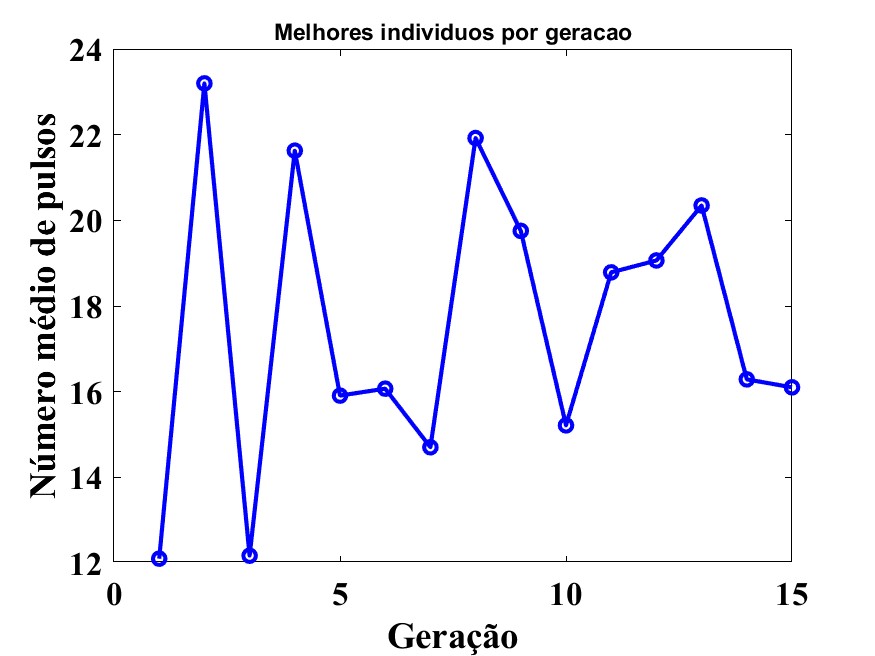 Melhores individuos por geracao
Número médio de pulsos
24
22
20
18
16
14
12
0 5 10 15
Geração